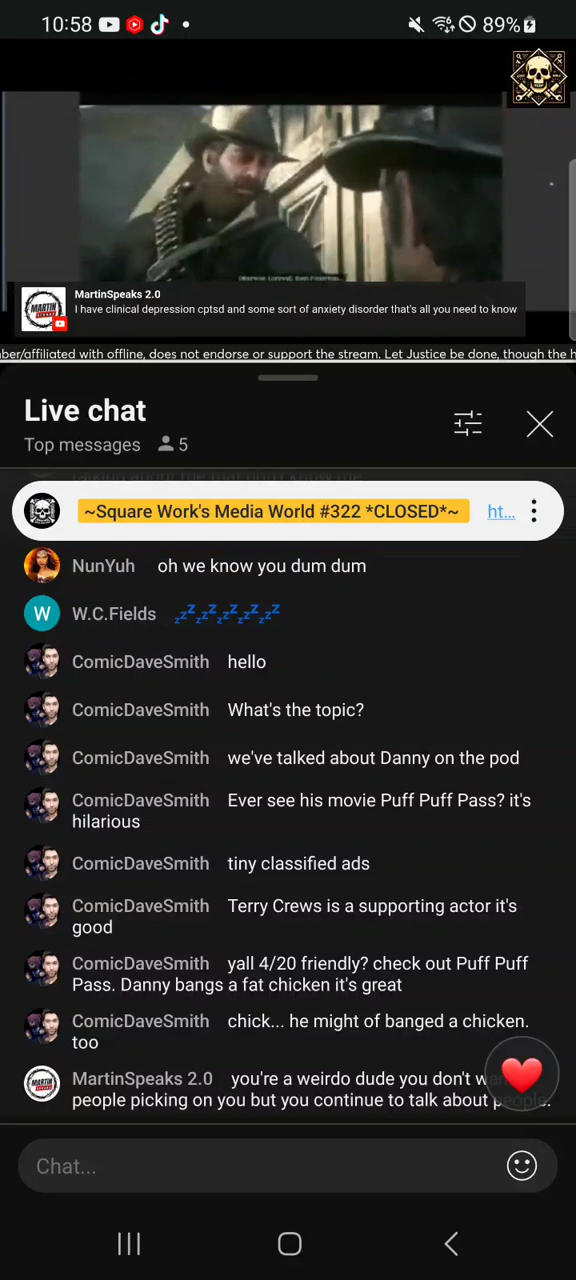 10:58
89%
MartinSpeaks 2.0
I have clinical depression cptsd and some sort of anxiety disorder that's all you need to know
ber/affiliated with offline, does not endorse or support the stream. Let Justice be done, though the h
Live chat
Top messages 5
~Square Work's Media World #322 *CLOSED*~ ht...
NunYuh oh we know you dum dum
W W.C.Fields zzZzzZzzZzzZzzZ
ComicDaveSmith hello
ComicDaveSmith What's the topic?
ComicDaveSmith we've talked about Danny on the pod
ComicDaveSmith Ever see his movie Puff Puff Pass? it's
hilarious
ComicDaveSmith tiny classified ads
ComicDaveSmith Terry Crews is a supporting actor it's
good
ComicDaveSmith yall 4/20 friendly? check out Puff Puff
Pass. Danny bangs a fat chicken it's great
ComicDaveSmith chick... he might of banged a chicken.
too
MartinSpeaks 2.0 you're a weirdo dude you don't
people picking on you but you continue to talk about people.
Chat...